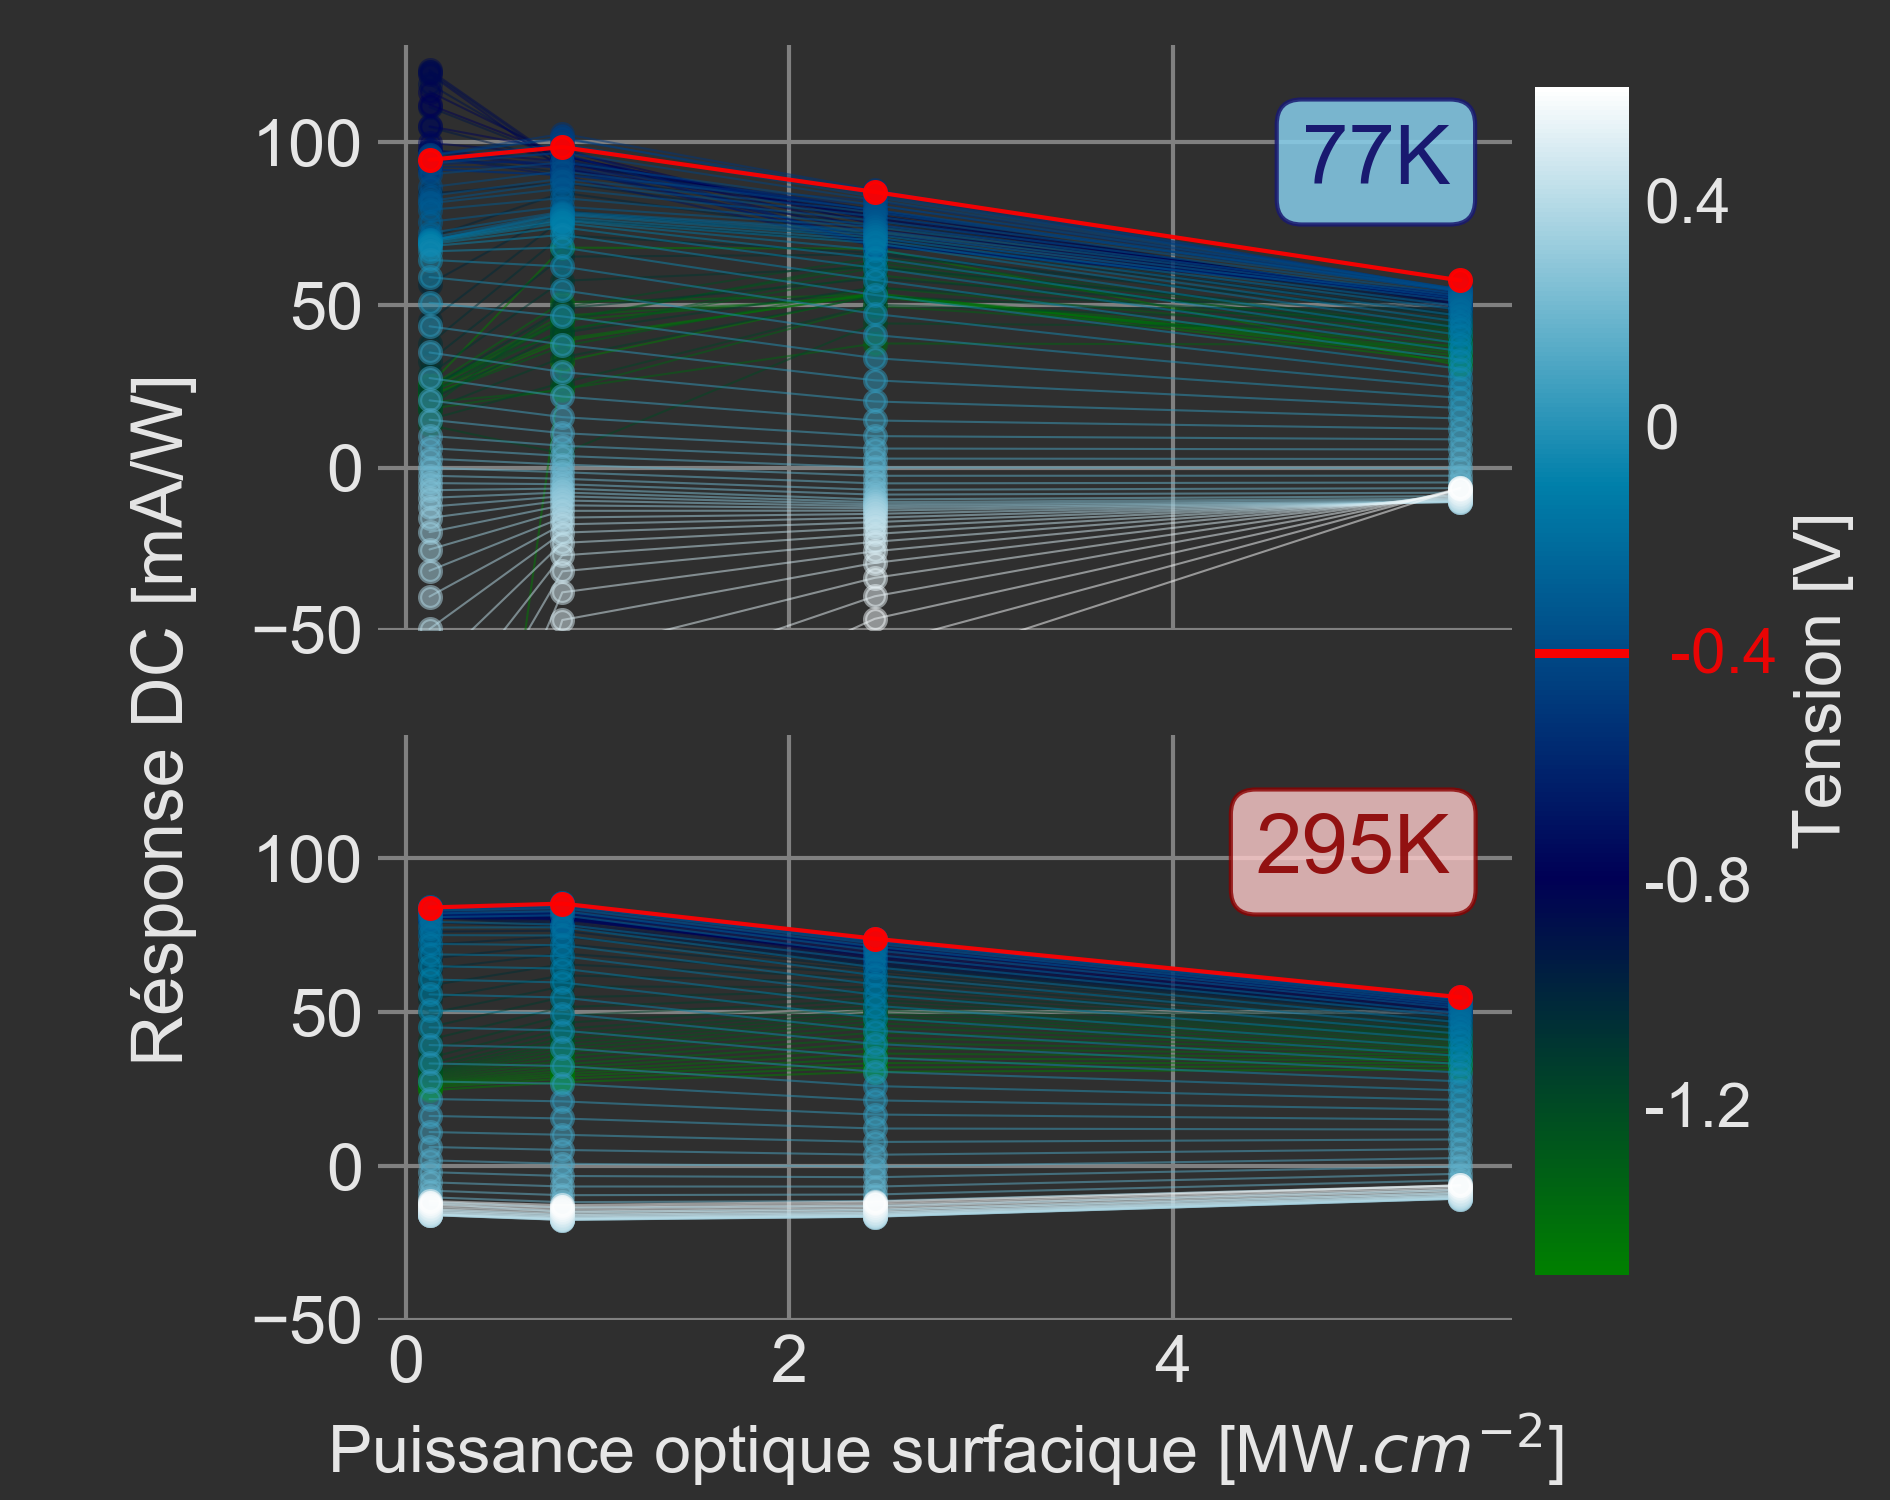 77K
100
50
0
−50
295K
100
50
0
−50
0 2 4
Résponse DC [mA/W]
Puissance optique surfacique [MW.cm⁻²]
0.4
0
-0.4
-0.8
-1.2
Tension [V]